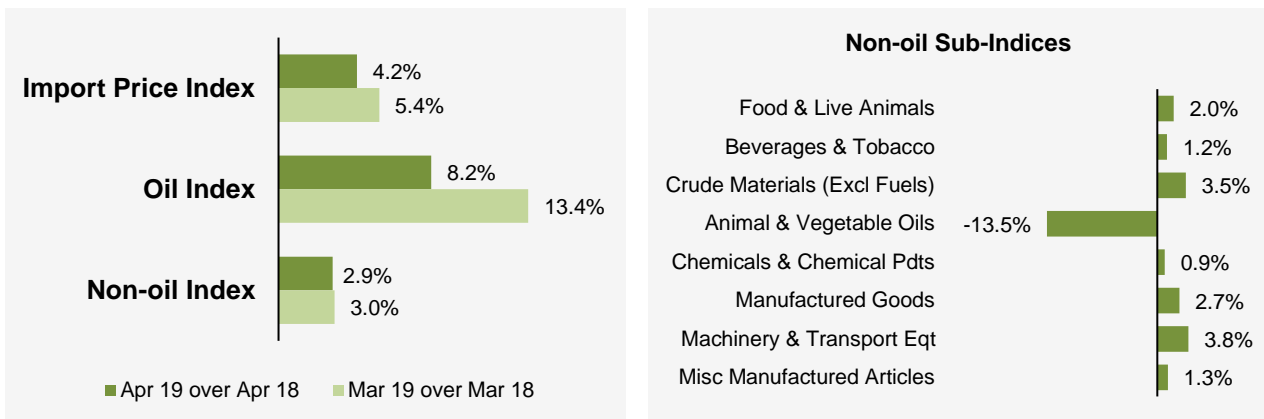 Import Price Index
4.2%
5.4%
Oil Index
8.2%
13.4%
Non-oil Index
2.9%
3.0%
Apr 19 over Apr 18
Mar 19 over Mar 18
Non-oil Sub-Indices
Food & Live Animals
2.0%
Beverages & Tobacco
1.2%
Crude Materials (Excl Fuels)
3.5%
Animal & Vegetable Oils
-13.5%
Chemicals & Chemical Pdts
0.9%
Manufactured Goods
2.7%
Machinery & Transport Eqt
3.8%
Misc Manufactured Articles
1.3%